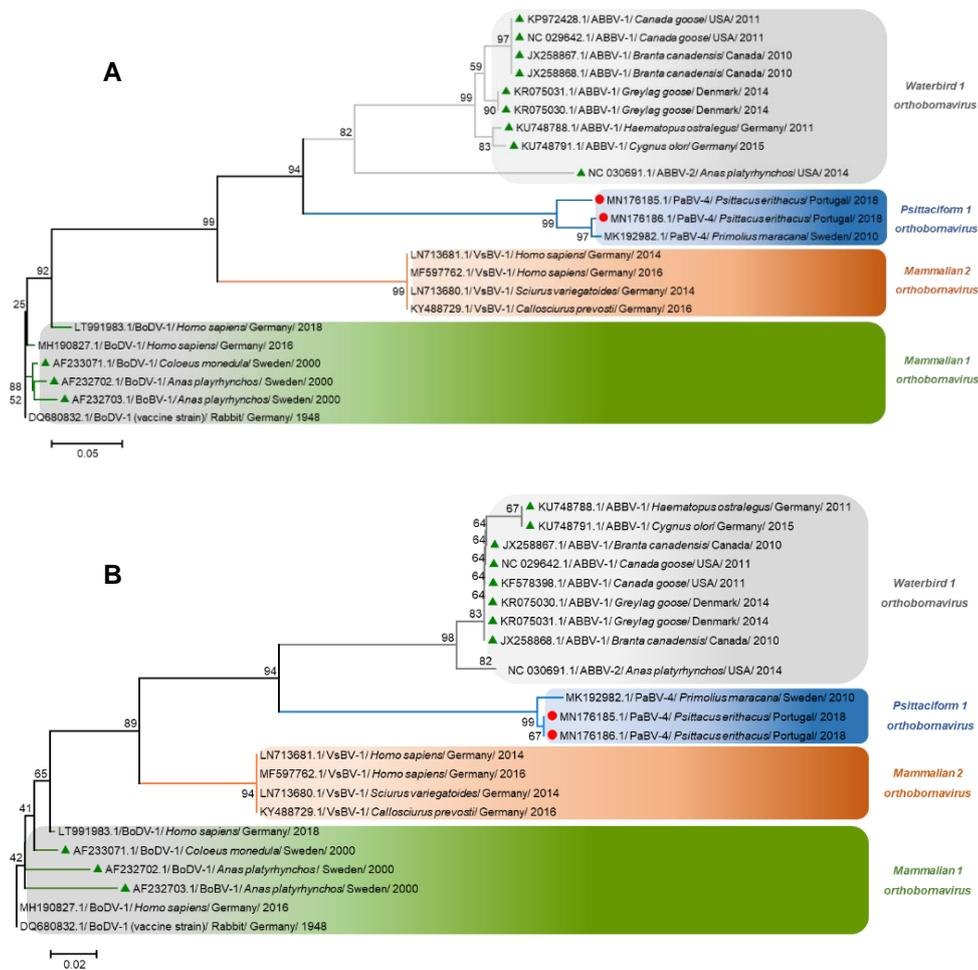 A
KP972428.1/ ABBV-1/ Canada goose/ USA/ 2011
NC 029642.1/ ABBV-1/ Canada goose/ USA/ 2011
JX258867.1/ ABBV-1/ Branta canadensis/ Canada/ 2010
JX258868.1/ ABBV-1/ Branta canadensis/ Canada/ 2010
KR075031.1/ ABBV-1/ Greylag goose/ Denmark/ 2014
KR075030.1/ ABBV-1/ Greylag goose/ Denmark/ 2014
KU748788.1/ ABBV-1/ Haematopus ostralegus/ Germany/ 2011
KU748791.1/ ABBV-1/ Cygnus olor/ Germany/ 2015
NC 030691.1/ ABBV-2/ Anas platyrhynchos/ USA/ 2014
Waterbird 1
orthobornavirus
MN176185.1/ PaBV-4/ Psittacus erithacus/ Portugal/ 2018
MN176186.1/ PaBV-4/ Psittacus erithacus/ Portugal/ 2018
MK192982.1/ PaBV-4/ Primolius maracana/ Sweden/ 2010
Psittaciform 1
orthobornavirus
LN713681.1/ VsBV-1/ Homo sapiens/ Germany/ 2014
MF597762.1/ VsBV-1/ Homo sapiens/ Germany/ 2016
LN713680.1/ VsBV-1/ Sciurus variegatoides/ Germany/ 2014
KY488729.1/ VsBV-1/ Callosciurus prevostii/ Germany/ 2016
Mammalian 2
orthobornavirus
LT991983.1/ BoDV-1/ Homo sapiens/ Germany/ 2018
MH190827.1/ BoDV-1/ Homo sapiens/ Germany/ 2016
AF233071.1/ BoDV-1/ Coloeus monedula/ Sweden/ 2000
AF232702.1/ BoDV-1/ Anas playrhynchos/ Sweden/ 2000
AF232703.1/ BoBV-1/ Anas playrhynchos/ Sweden/ 2000
DQ680832.1/ BoDV-1 (vaccine strain)/ Rabbit/ Germany/ 1948
Mammalian 1
orthobornavirus
97
59
99
90
83
82
94
99
97
99
99
92
25
88
52
0.05
B
KU748788.1/ ABBV-1/ Haematopus ostralegus/ Germany/ 2011
KU748791.1/ ABBV-1/ Cygnus olor/ Germany/ 2015
JX258867.1/ ABBV-1/ Branta canadensis/ Canada/ 2010
NC 029642.1/ ABBV-1/ Canada goose/ USA/ 2011
KF578398.1/ ABBV-1/ Canada goose/ USA/ 2011
KR075030.1/ ABBV-1/ Greylag goose/ Denmark/ 2014
KR075031.1/ ABBV-1/ Greylag goose/ Denmark/ 2014
JX258868.1/ ABBV-1/ Branta canadensis/ Canada/ 2010
NC 030691.1/ ABBV-2/ Anas platyrhynchos/ USA/ 2014
Waterbird 1
orthobornavirus
MK192982.1/ PaBV-4/ Primolius maracana/ Sweden/ 2010
MN176185.1/ PaBV-4/ Psittacus erithacus/ Portugal/ 2018
MN176186.1/ PaBV-4/ Psittacus erithacus/ Portugal/ 2018
Psittaciform 1
orthobornavirus
LN713681.1/ VsBV-1/ Homo sapiens/ Germany/ 2014
MF597762.1/ VsBV-1/ Homo sapiens/ Germany/ 2016
LN713680.1/ VsBV-1/ Sciurus variegatoides/ Germany/ 2014
KY488729.1/ VsBV-1/ Callosciurus prevostii/ Germany/ 2016
Mammalian 2
orthobornavirus
LT991983.1/BoDV-1/ Homo sapiens/ Germany/ 2018
AF233071.1/ BoDV-1/ Coloeus monedula/ Sweden/ 2000
AF232702.1/ BoDV-1/ Anas platyrhynchos/ Sweden/ 2000
AF232703.1/ BoBV-1/ Anas platyrhynchos/ Sweden/ 2000
MH190827.1/ BoDV-1/ Homo sapiens/ Germany/ 2016
DQ680832.1/ BoDV-1 (vaccine strain)/ Rabbit/ Germany/ 1948
Mammalian 1
orthobornavirus
67
64
64
64
64
64
83
98
82
94
99
67
89
94
65
41
42
0.02